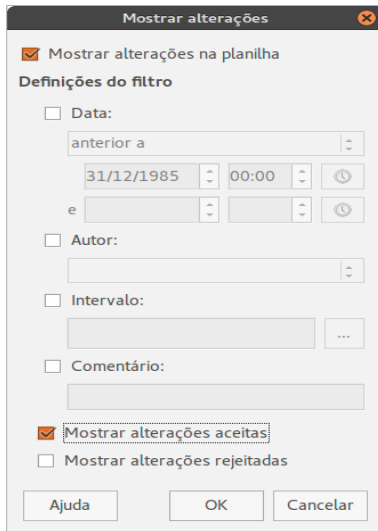 Mostrar alterações
Mostrar alterações na planilha
Definições do filtro
Data:
anterior a
31/12/1985 00:00
e
Autor:
Intervalo:
...
Comentário:
Mostrar alterações aceitas
Mostrar alterações rejeitadas
Ajuda OK Cancelar